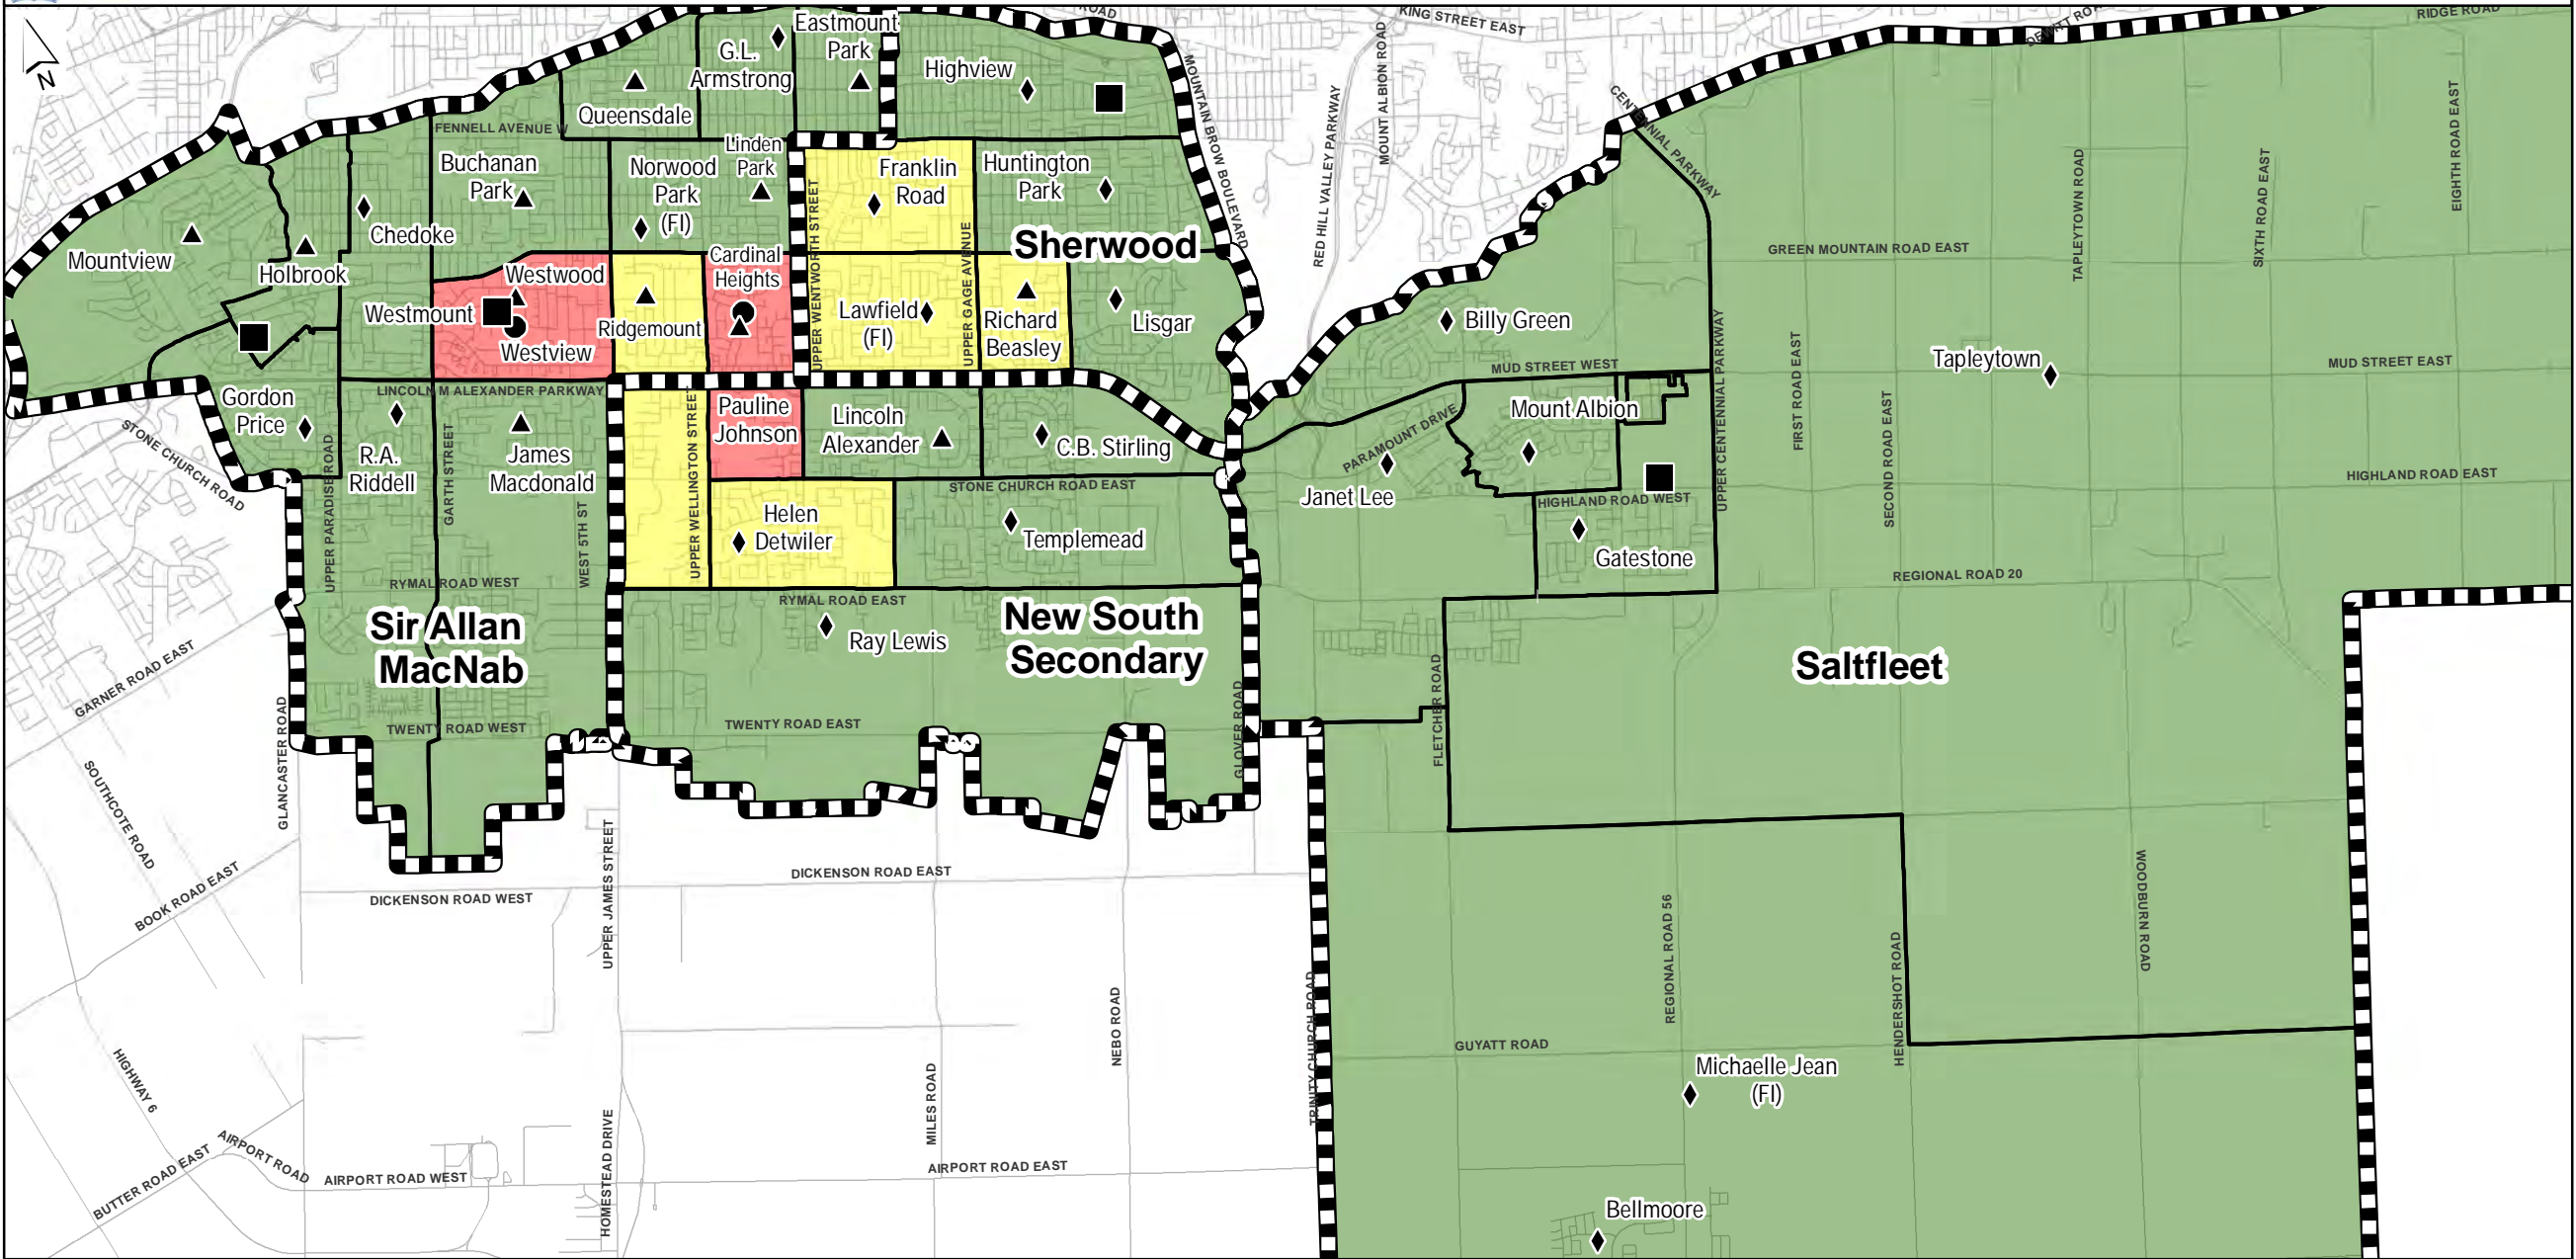 N
ROAD
KING STREET EAST
RIDGE ROAD
Eastmount
Park
G.L.
Armstrong
Highview
Queensdale
FENNELL AVENUE W
MOUNTAIN BROW BOULEVARD
RED HILL VALLEY PARKWAY
MOUNT ALBION ROAD
CENTENNIAL PARKWAY
EIGHTH ROAD EAST
Linden
Park
Buchanan
Park
Norwood
Park
(FI)
Franklin
Road
Huntington
Park
Chedoke
Mountview
Holbrook
Westwood
Cardinal
Heights
Sherwood
UPPER WENTWORTH STREET
UPPER GAGE AVENUE
GREEN MOUNTAIN ROAD EAST
TAPLEYTOWN ROAD
SIXTH ROAD EAST
Westmount
Westview
Ridgemount
Lawfield
(FI)
Richard
Beasley
Lisgar
Billy Green
Tapleytown
MUD STREET WEST
MUD STREET EAST
UPPER CENTENNIAL PARKWAY
FIRST ROAD EAST
SECOND ROAD EAST
LINCOLN M ALEXANDER PARKWAY
Gordon
Price
R.A.
Riddell
James
Macdonald
Pauline
Johnson
Lincoln
Alexander
C.B. Stirling
Mount Albion
PARAMOUNT DRIVE
Janet Lee
STONE CHURCH ROAD
UPPER PARADISE ROAD
GARTH STREET
WEST 5TH ST
UPPER WELLINGTON STREET
STONE CHURCH ROAD EAST
HIGHLAND ROAD WEST
HIGHLAND ROAD EAST
Helen
Detwiler
Templemead
Gatestone
RYMAL ROAD WEST
RYMAL ROAD EAST
REGIONAL ROAD 20
Sir Allan
MacNab
Ray Lewis
New South
Secondary
Saltfleet
GARNER ROAD EAST
GLANCASTER ROAD
TWENTY ROAD WEST
TWENTY ROAD EAST
GLOVER ROAD
FLETCHER ROAD
SOUTHCOTE ROAD
BOOK ROAD EAST
DICKENSON ROAD WEST
DICKENSON ROAD EAST
UPPER JAMES STREET
REGIONAL ROAD 56
HENDERSHOT ROAD
WOODBURN ROAD
HIGHWAY 6
NEBO ROAD
MILES ROAD
TRINITY CHURCH ROAD
GUYATT ROAD
Michaelle Jean
(FI)
HOMESTEAD DRIVE
BUTTER ROAD EAST
AIRPORT ROAD
AIRPORT ROAD WEST
AIRPORT ROAD EAST
Bellmoore